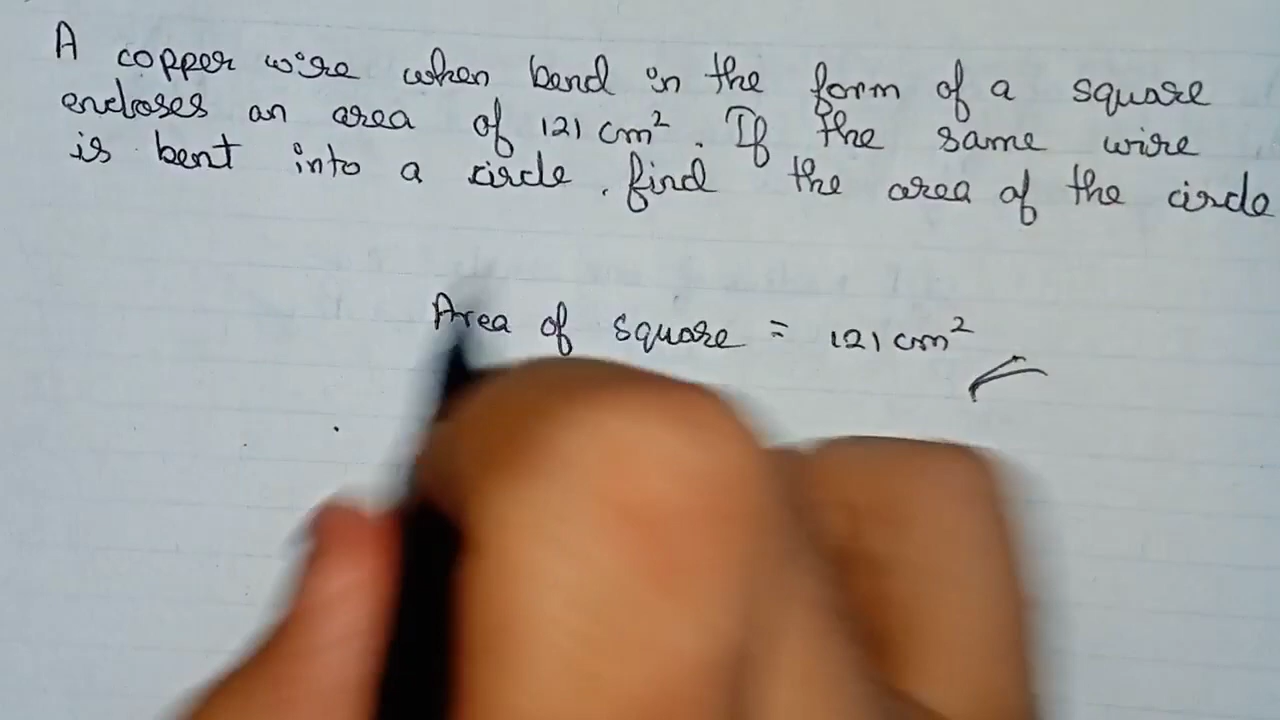 A copper wire when bend in the form of a square
encloses an area of 121 cm². If the same wire
is bent into a circle. find the area of the circle
Area of square = 121 cm²